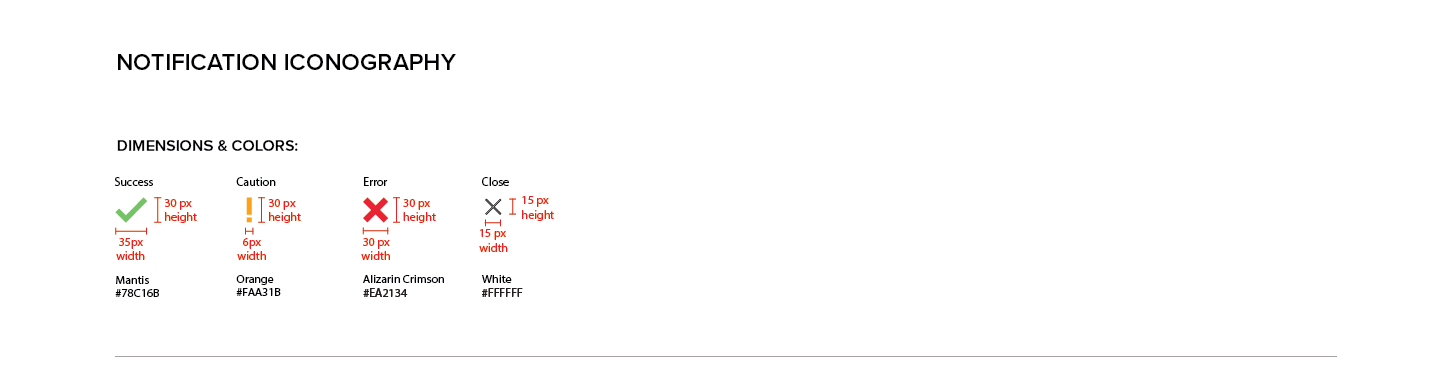 NOTIFICATION ICONOGRAPHY
DIMENSIONS & COLORS:
Success
30 px
height
35px
width
Mantis
#78C16B
Caution
30 px
height
6px
width
Orange
#FAA31B
Error
30 px
height
30 px
width
Alizarin Crimson
#EA2134
Close
15 px
height
15 px
width
White
#FFFFFF